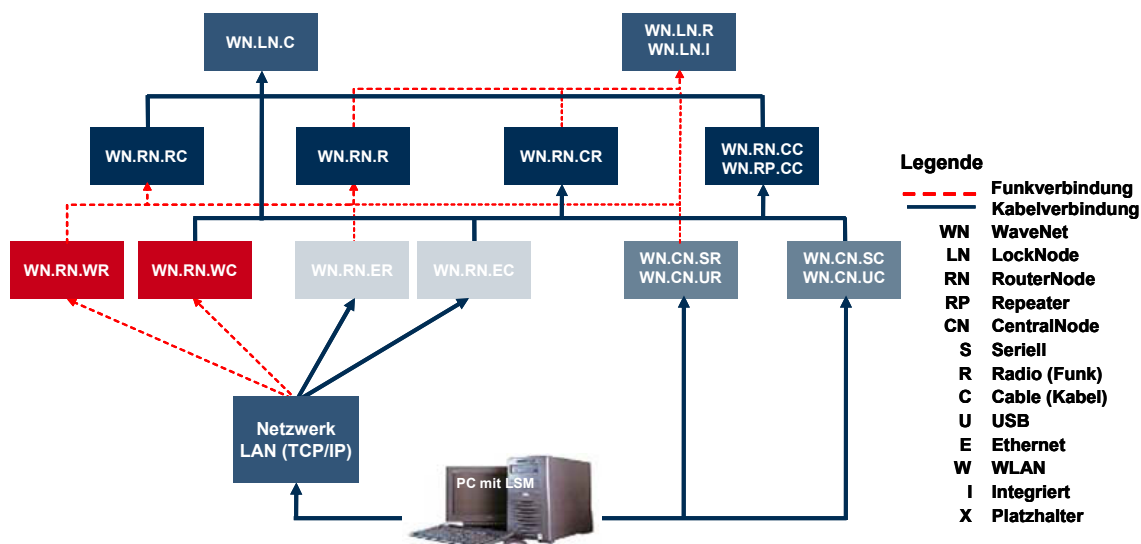 WN.LN.C
WN.LN.R
WN.LN.I
WN.RN.RC
WN.RN.R
WN.RN.CR
WN.RN.CC
WN.RP.CC
WN.RN.WR
WN.RN.WC
WN.RN.ER
WN.RN.EC
WN.CN.SR
WN.CN.UR
WN.CN.SC
WN.CN.UC
Netzwerk
LAN (TCP/IP)
PC mit LSM
Legende
Funkverbindung
Kabelverbindung
WN WaveNet
LN LockNode
RN RouterNode
RP Repeater
CN CentralNode
S Seriell
R Radio (Funk)
C Cable (Kabel)
U USB
E Ethernet
W WLAN
I Integriert
X Platzhalter